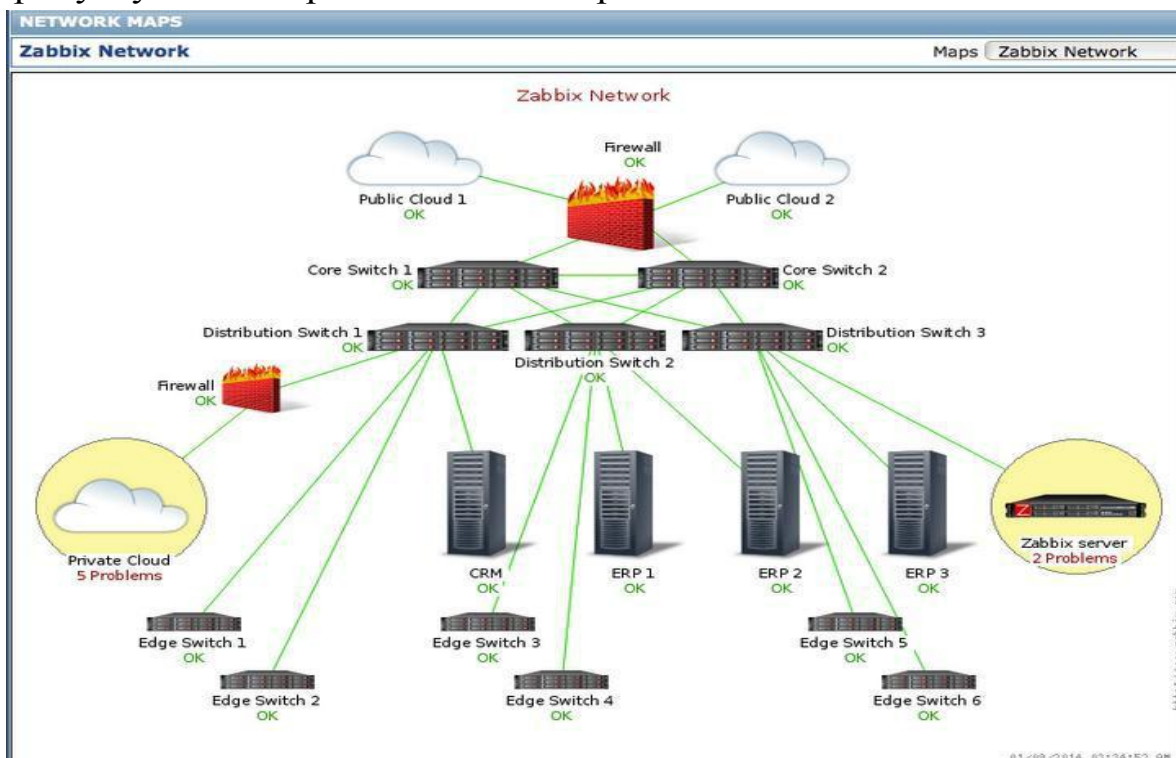 NETWORK MAPS
Zabbix Network
Maps Zabbix Network
Zabbix Network
Firewall
OK
Public Cloud 1
OK
Public Cloud 2
OK
Core Switch 1
OK
Core Switch 2
OK
Distribution Switch 1
OK
Distribution Switch 2
OK
Distribution Switch 3
OK
Firewall
OK
Private Cloud
5 Problems
CRM
OK
ERP 1
OK
ERP 2
OK
ERP 3
OK
Zabbix server
2 Problems
Edge Switch 1
OK
Edge Switch 2
OK
Edge Switch 3
OK
Edge Switch 4
OK
Edge Switch 5
OK
Edge Switch 6
OK